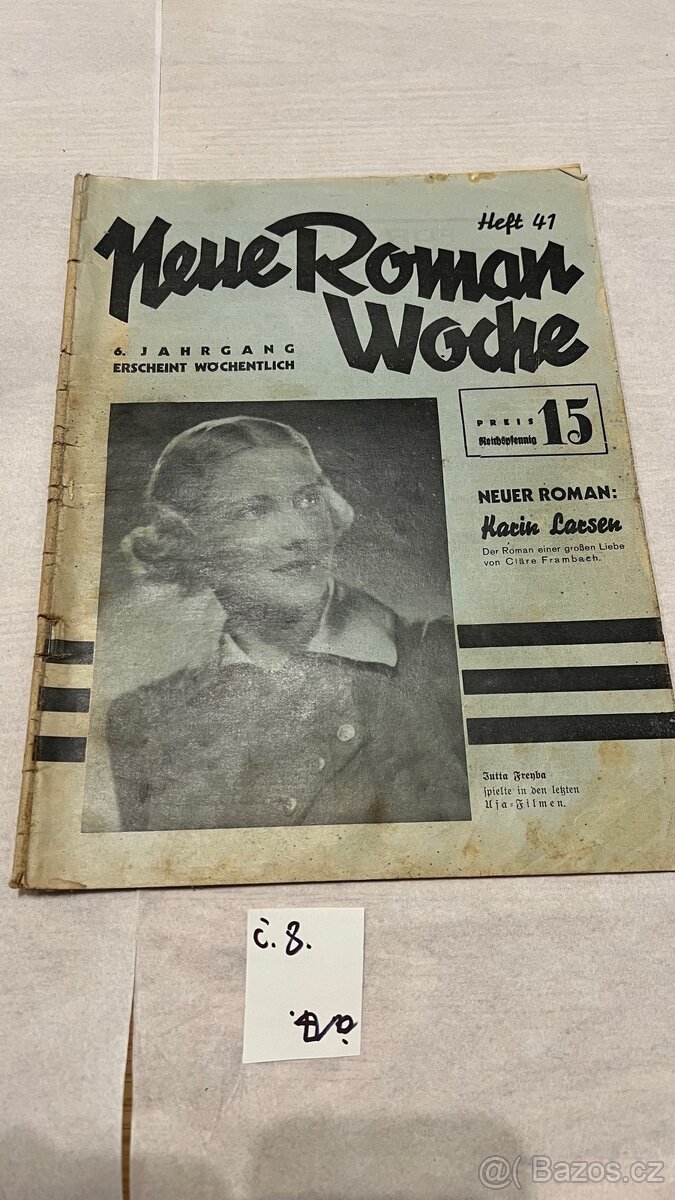 Heft 41
Neue Roman
Woche
6. JAHRGANG
ERSCHEINT WÖCHENTLICH
PREIS
Reichspfennig
15
NEUER ROMAN:
Karin Larsen
Der Roman einer großen Liebe
von Cläre Frambach.
Jutta Freyba
spielte in den letzten
Ufa-Filmen.
č. 8.
@( Bazos.cz